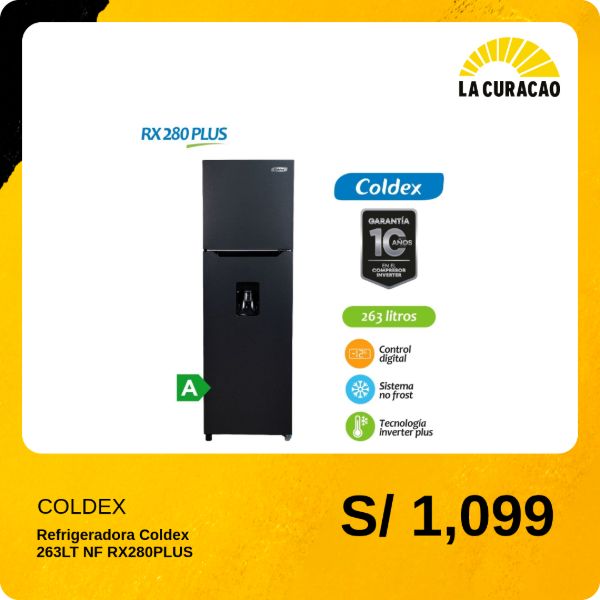 LA CURACAO
RX 280 PLUS
Coldex
GARANTÍA
10 AÑOS
EN EL
COMPRESOR
INVERTER
263 litros
-12°
Control
digital
Sistema
no frost
Tecnología
inverter plus
A
COLDEX
Refrigeradora Coldex
263LT NF RX280PLUS
S/ 1,099